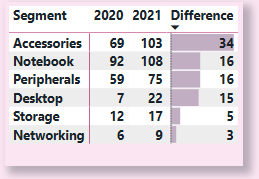 Segment 2020 2021 Difference
Accessories 69 103 34
Notebook 92 108 16
Peripherals 59 75 16
Desktop 7 22 15
Storage 12 17 5
Networking 6 9 3